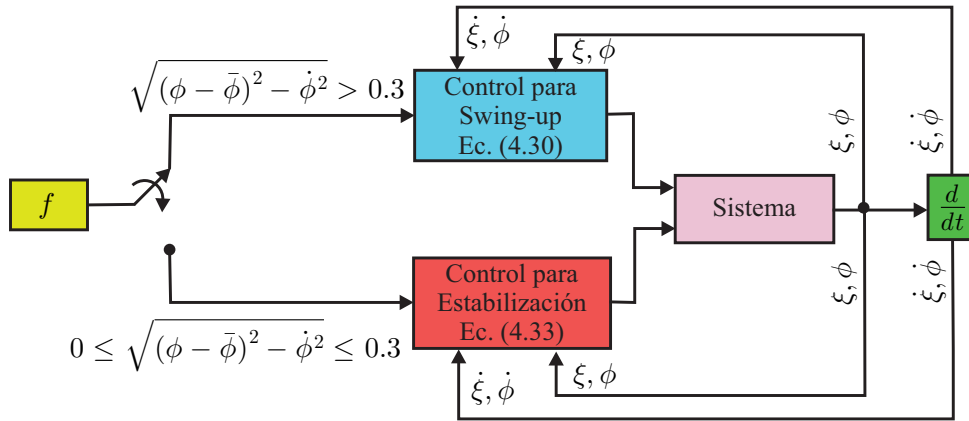 ξ̇, φ̇
ξ, φ
√((φ − φ̄)² − φ̇²) > 0.3
Control para
Swing-up
Ec. (4.30)
ξ, φ
ξ̇, φ̇
f
Sistema
d/dt
Control para
Estabilización
Ec. (4.33)
ξ, φ
ξ̇, φ̇
0 ≤ √((φ − φ̄)² − φ̇²) ≤ 0.3
ξ̇, φ̇
ξ, φ